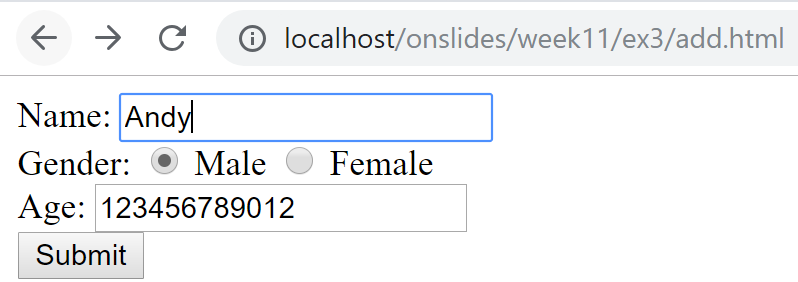 localhost/onslides/week11/ex3/add.html
Name: Andy
Gender: Male Female
Age: 123456789012
Submit